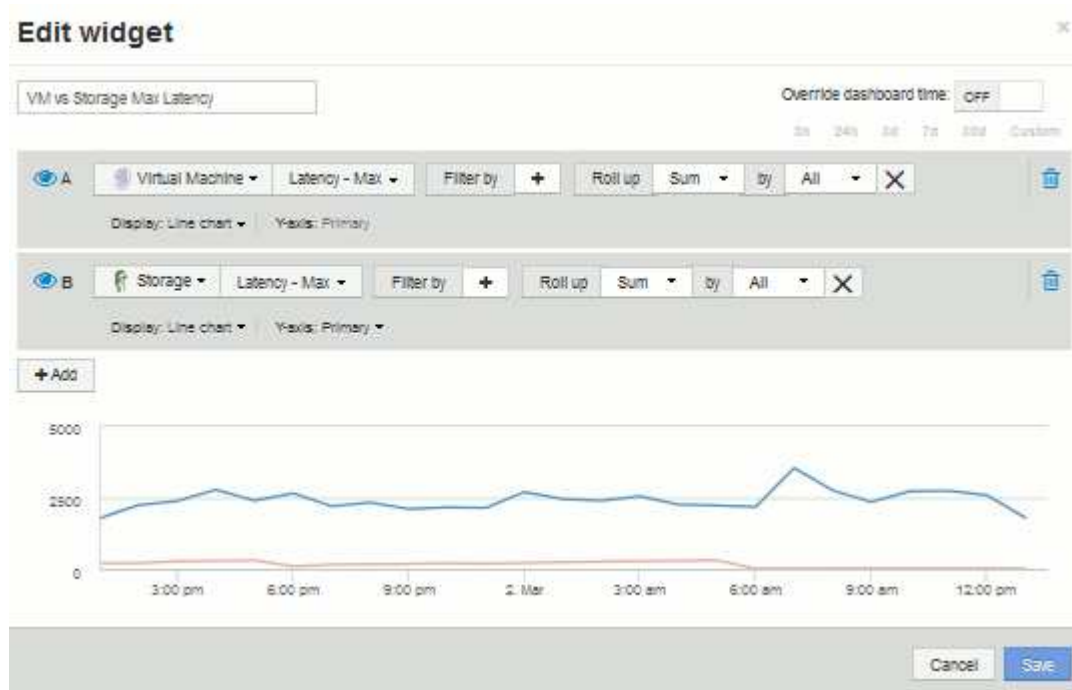 Edit widget
VM vs Storage Max Latency
Override dashboard time: OFF
3h 24h 3d 7d 30d Custom
A Virtual Machine Latency - Max Filter by + Roll up Sum by All
Display: Line chart Y-axis: Primary
B Storage Latency - Max Filter by + Roll up Sum by All
Display: Line chart Y-axis: Primary
+ Add
5000
2500
0
3:00 pm 6:00 pm 9:00 pm 2. Mar 3:00 am 6:00 am 9:00 am 12:00 pm
Cancel Save